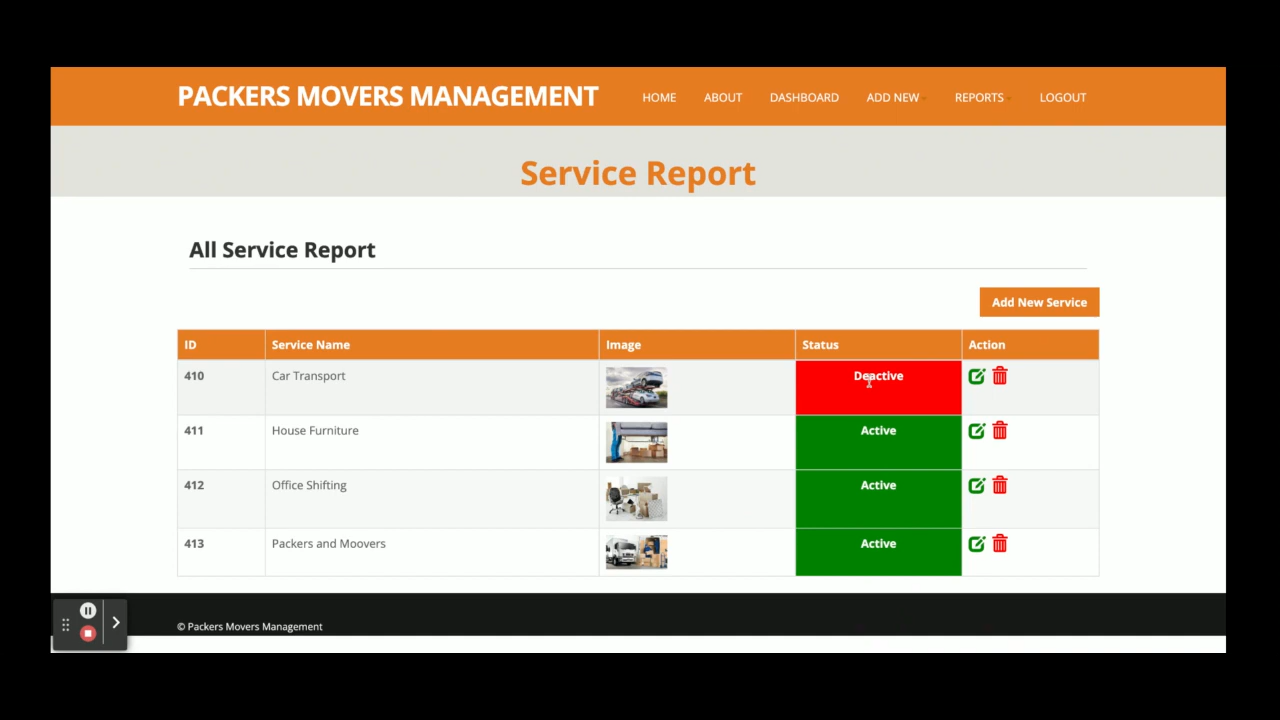 PACKERS MOVERS MANAGEMENT HOME ABOUT DASHBOARD ADD NEW REPORTS LOGOUT
Service Report
All Service Report
Add New Service
ID Service Name Image Status Action
410 Car Transport Deactive
411 House Furniture Active
412 Office Shifting Active
413 Packers and Moovers Active
© Packers Movers Management